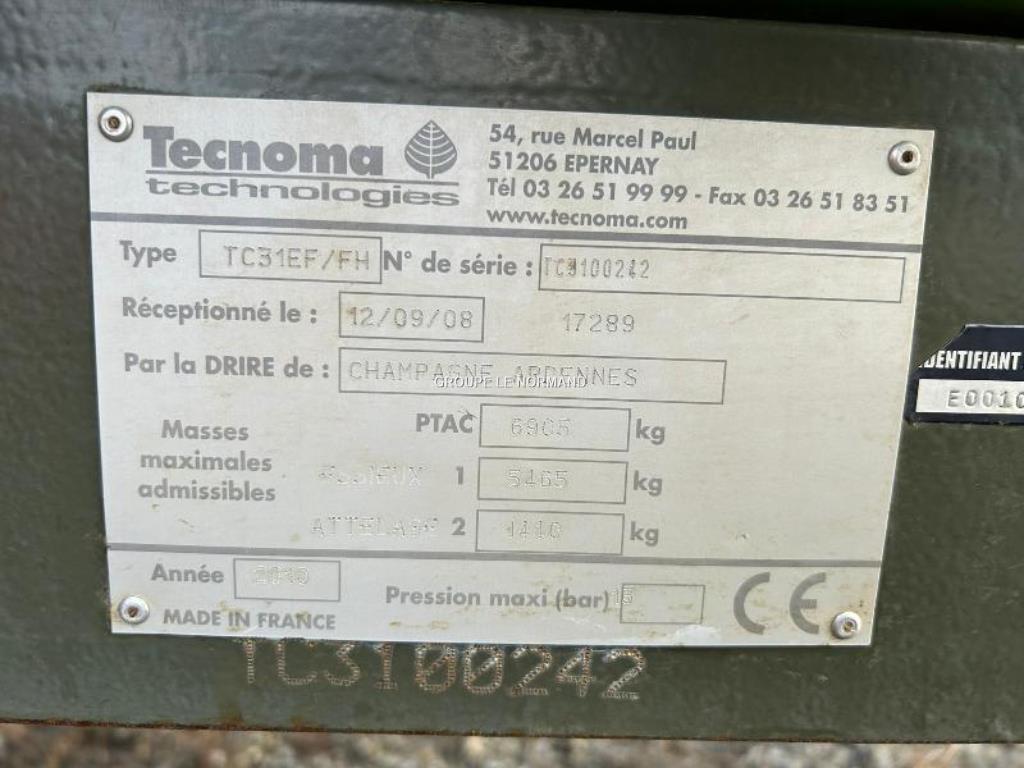 Tecnoma
technologies
54, rue Marcel Paul
51206 EPERNAY
Tél 03 26 51 99 99 - Fax 03 26 51 83 51
www.tecnoma.com
Type TC31EF/FH N° de série : TC3100242
Réceptionné le : 12/09/08 17289
Par la DRIRE de : CHAMPAGNE ARDENNES
GROUPE LE NORMAND
Masses
maximales
admissibles
PTAC 6905 kg
1 5465 kg
2 1410 kg
Année 2010
Pression maxi (bar) 15
MADE IN FRANCE
CE
TC3100242
IDENTIFIANT
E0010